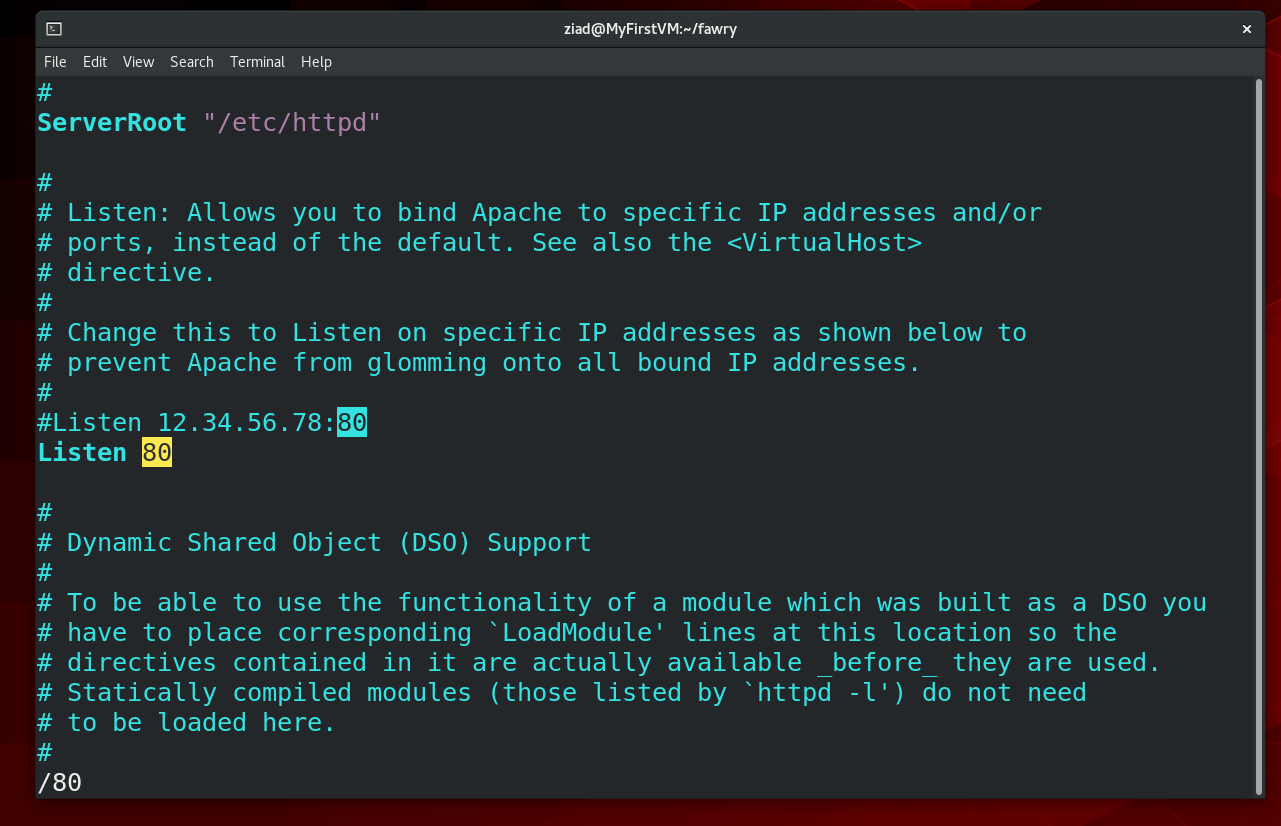 ziad@MyFirstVM:~/fawry
File Edit View Search Terminal Help
#
ServerRoot "/etc/httpd"
#
# Listen: Allows you to bind Apache to specific IP addresses and/or
# ports, instead of the default. See also the <VirtualHost>
# directive.
#
# Change this to Listen on specific IP addresses as shown below to
# prevent Apache from glomming onto all bound IP addresses.
#
#Listen 12.34.56.78:80
Listen 80
#
# Dynamic Shared Object (DSO) Support
#
# To be able to use the functionality of a module which was built as a DSO you
# have to place corresponding `LoadModule' lines at this location so the
# directives contained in it are actually available _before_ they are used.
# Statically compiled modules (those listed by `httpd -l') do not need
# to be loaded here.
#
/80